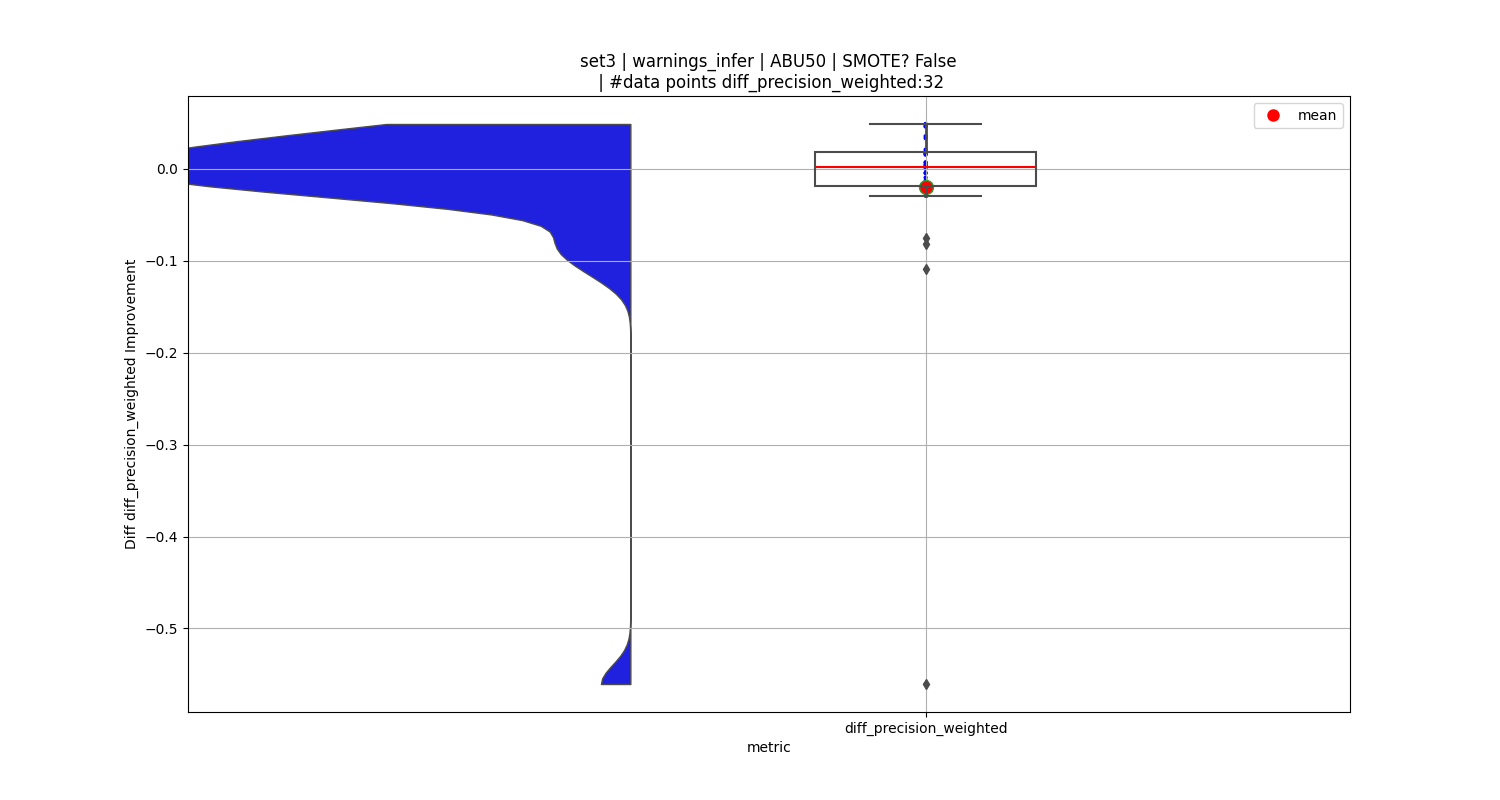 set3 | warnings_infer | ABU50 | SMOTE? False
| #data points diff_precision_weighted:32
mean
0.0
−0.1
−0.2
−0.3
−0.4
−0.5
Diff diff_precision_weighted Improvement
diff_precision_weighted
metric